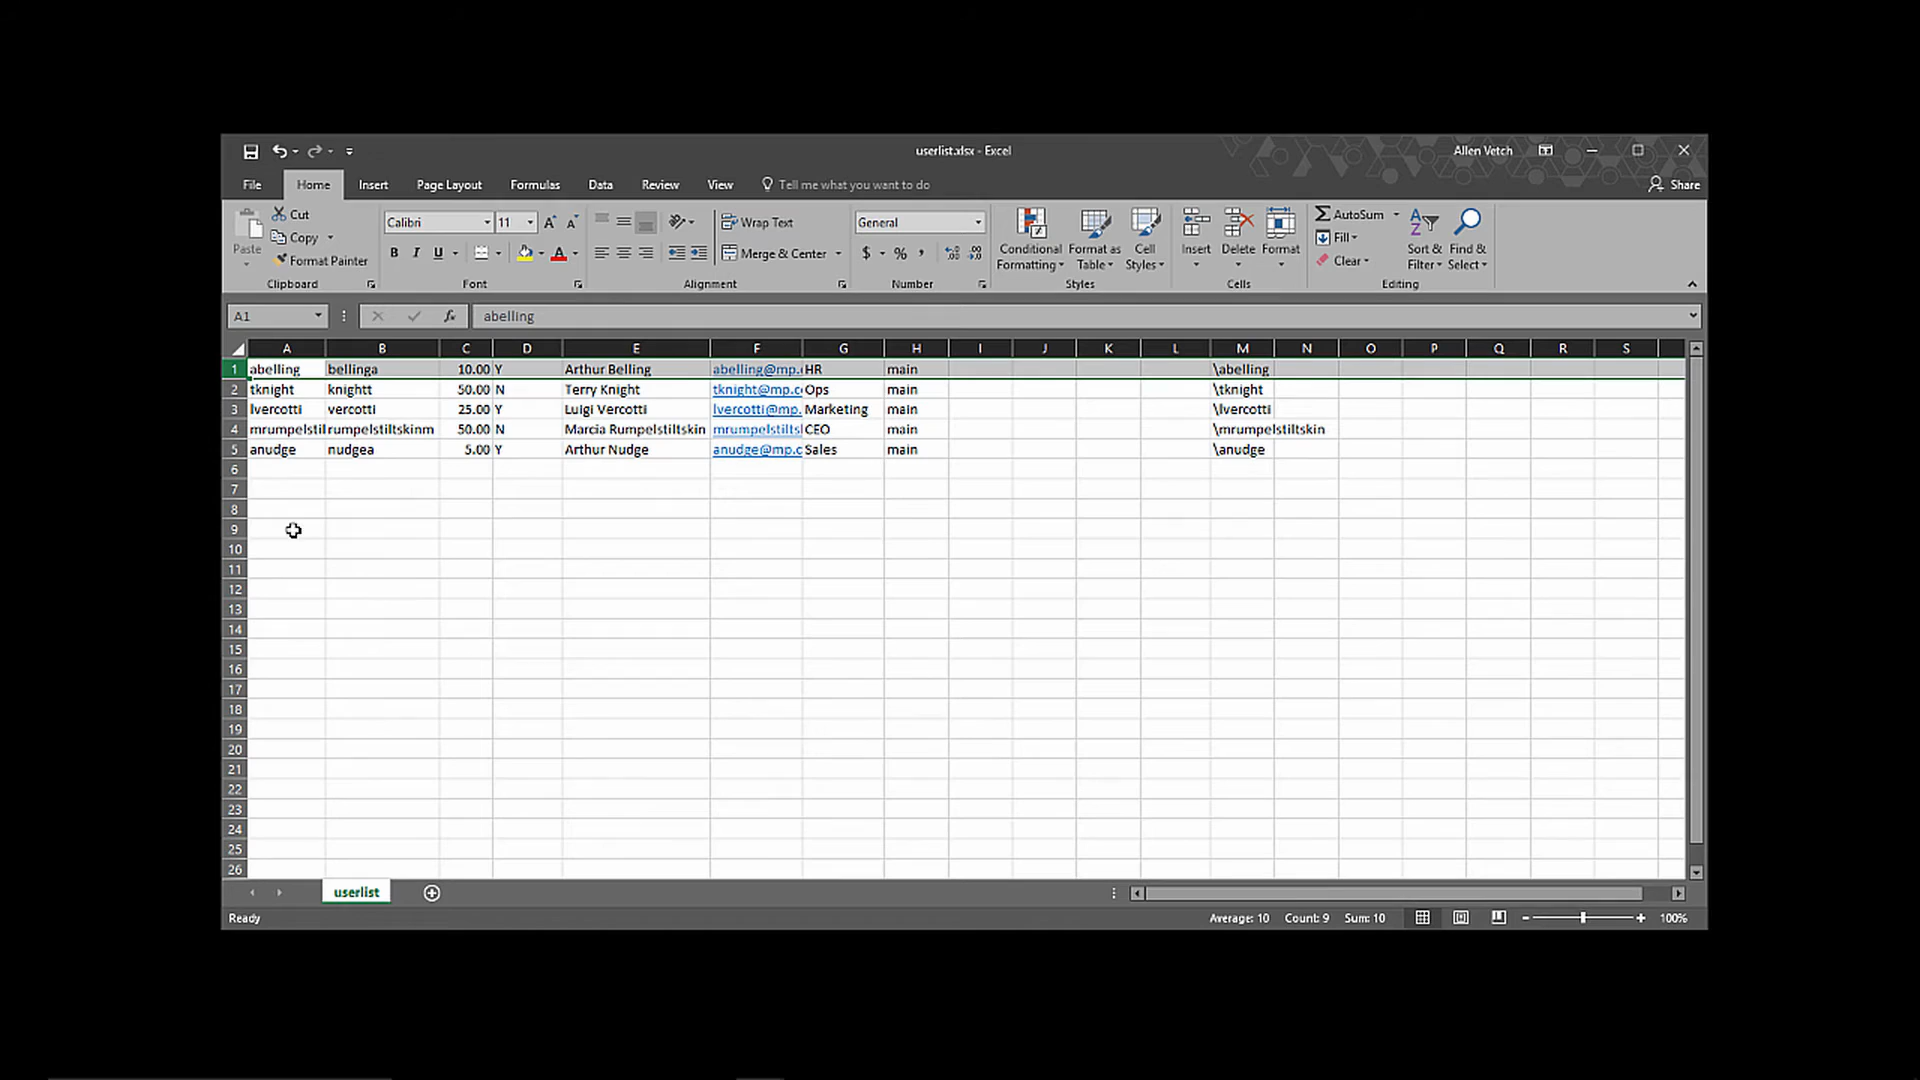 userlist.xlsx - Excel
Allen Vetch
File Home Insert Page Layout Formulas Data Review View Tell me what you want to do Share
Paste
Cut
Copy
Format Painter
Clipboard
Calibri 11
B I U A
Font
Wrap Text
Merge & Center
Alignment
General
$ % ,
Number
Conditional Formatting
Format as Table
Cell Styles
Styles
Insert Delete Format
Cells
AutoSum
Fill
Clear
Sort & Filter
Find & Select
Editing
A1 fx abelling
A B C D E F G H I J K L M N O P Q R S
1 abelling bellinga 10.00 Y Arthur Belling abelling@mp. HR main \abelling
2 tknight knightt 50.00 N Terry Knight tknight@mp.c Ops main \tknight
3 lvercotti vercotti 25.00 Y Luigi Vercotti lvercotti@mp. Marketing main \lvercotti
4 mrumpelstil rumpelstiltskinm 50.00 N Marcia Rumpelstiltskin mrumpelstilts CEO main \mrumpelstiltskin
5 anudge nudgea 5.00 Y Arthur Nudge anudge@mp.c Sales main \anudge
6
7
8
9
10
11
12
13
14
15
16
17
18
19
20
21
22
23
24
25
26
userlist
Ready Average: 10 Count: 9 Sum: 10 100%